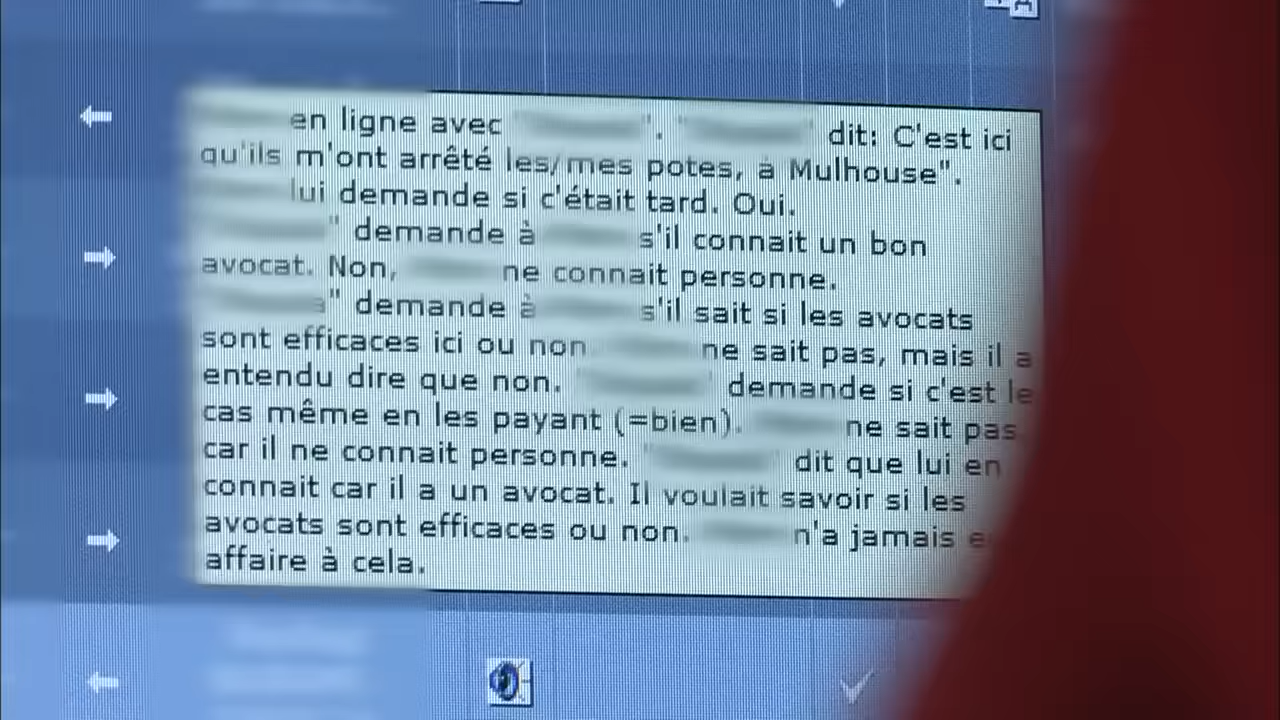 en ligne avec " ". " " dit: C'est ici
qu'ils m'ont arrêté les/mes potes, à Mulhouse".
lui demande si c'était tard. Oui.
" demande à s'il connait un bon
avocat. Non, ne connait personne.
" demande à s'il sait si les avocats
sont efficaces ici ou non. ne sait pas, mais il a
entendu dire que non. " " demande si c'est le
cas même en les payant (=bien). ne sait pas
car il ne connait personne. " " dit que lui en
connait car il a un avocat. Il voulait savoir si les
avocats sont efficaces ou non. n'a jamais
affaire à cela.